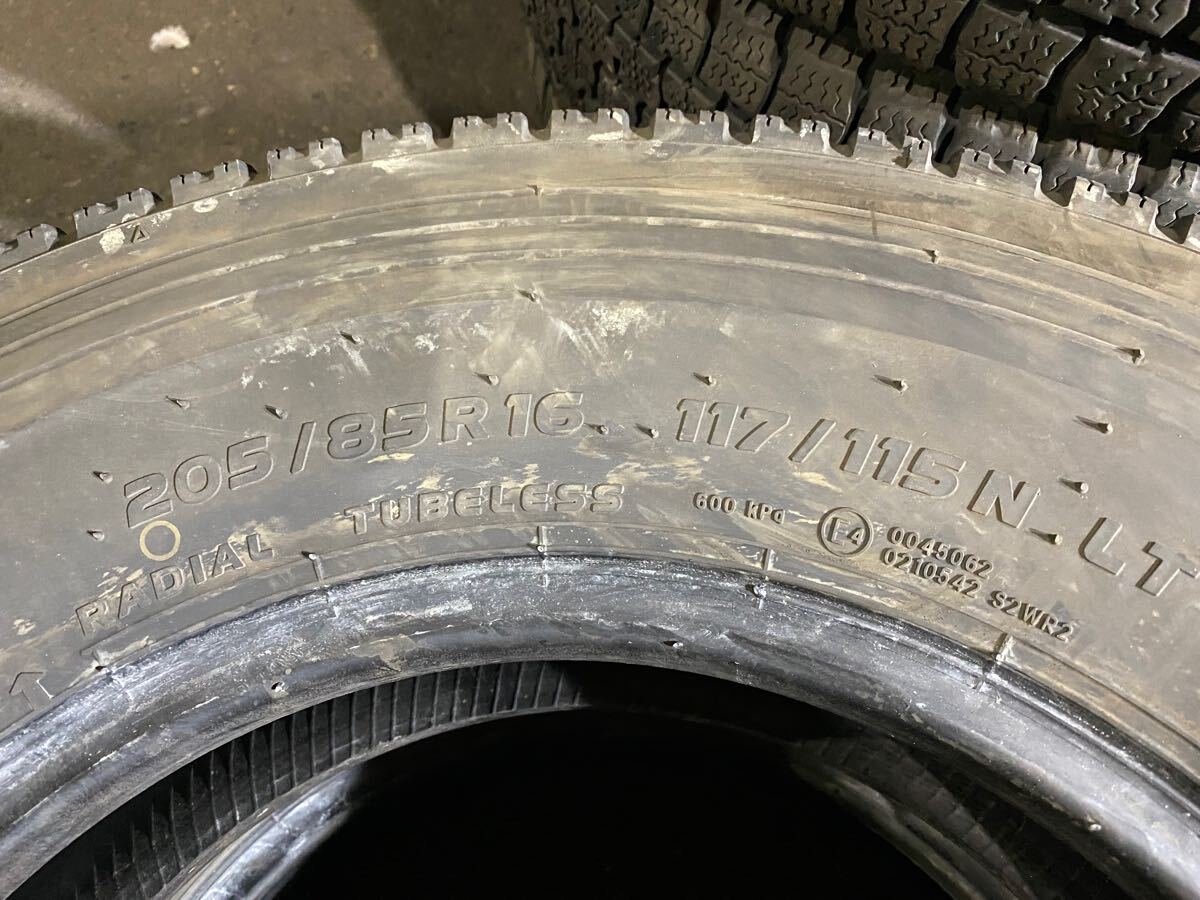 205/85R16 117/115N LT
RADIAL TUBELESS 600 KPa E4 0045062
0210542 S2WR2